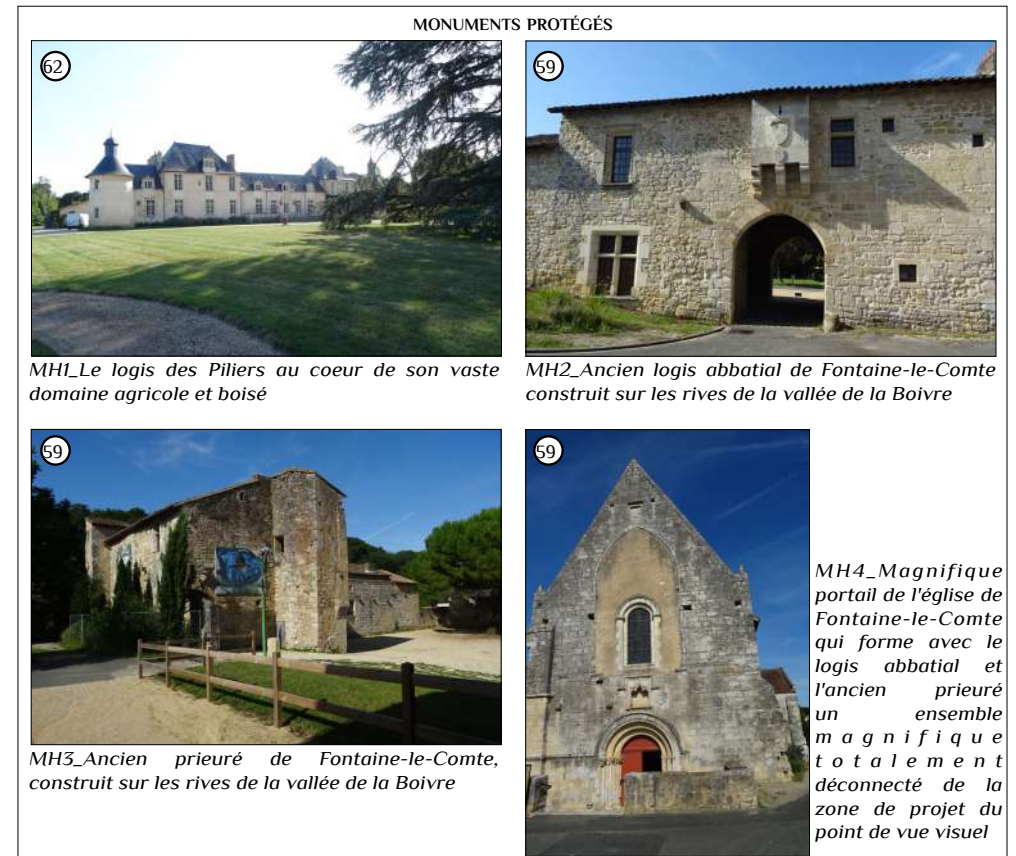 MONUMENTS PROTÉGÉS
62
59
MH1_Le logis des Piliers au coeur de son vaste
domaine agricole et boisé
MH2_Ancien logis abbatial de Fontaine-le-Comte
construit sur les rives de la vallée de la Boivre
59
59
MH3_Ancien prieuré de Fontaine-le-Comte,
construit sur les rives de la vallée de la Boivre
MH4_Magnifique
portail de l'église de
Fontaine-le-Comte
qui forme avec le
logis abbatial et
l'ancien prieuré
un ensemble
magnifique
totalement
déconnecté de la
zone de projet du
point de vue visuel